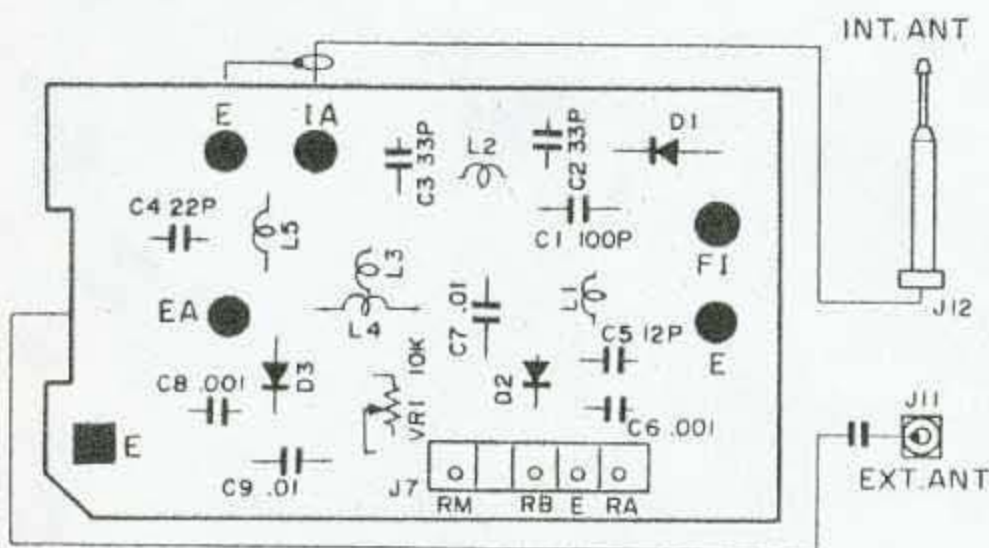 INT. ANT
E
IA
C3 33P
L2
C2 33P
D1
C4 22P
L5
C1 100P
F1
L3
L1
EA
L4
C7 .01
E
J12
C5 12P
C8 .001
D3
VR1 10K
D2
J11
E
C6 .001
C9 .01
J7
EXT. ANT
RM
RB
E
RA